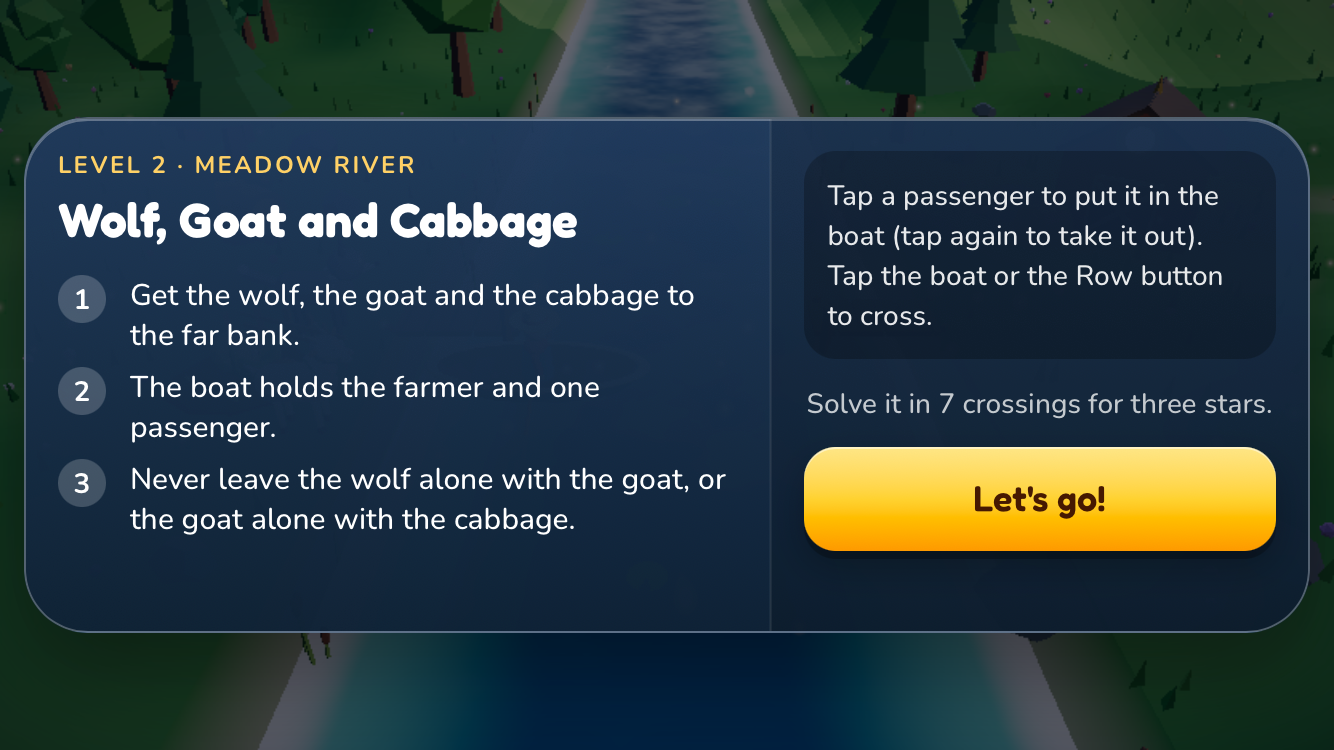 LEVEL 2 · MEADOW RIVER
Wolf, Goat and Cabbage
1 Get the wolf, the goat and the cabbage to
the far bank.
2 The boat holds the farmer and one
passenger.
3 Never leave the wolf alone with the goat, or
the goat alone with the cabbage.
Tap a passenger to put it in the
boat (tap again to take it out).
Tap the boat or the Row button
to cross.
Solve it in 7 crossings for three stars.
Let's go!